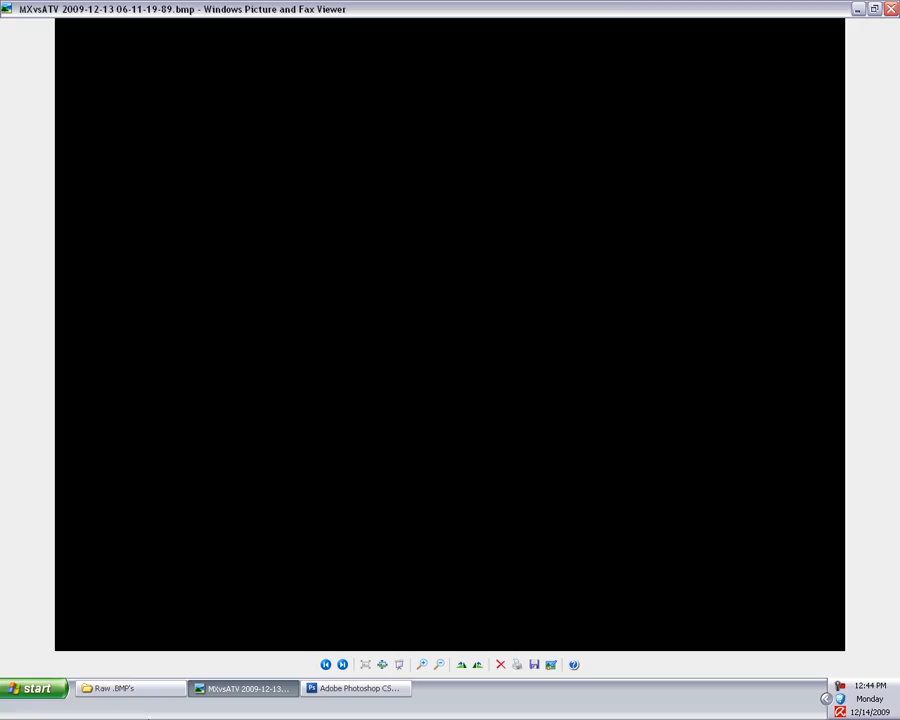 MXvsATV 2009-12-13 06-11-19-89.bmp - Windows Picture and Fax Viewer
start
Raw .BMP's
MXvsATV 2009-12-13...
Adobe Photoshop CS...
12:44 PM
Monday
12/14/2009